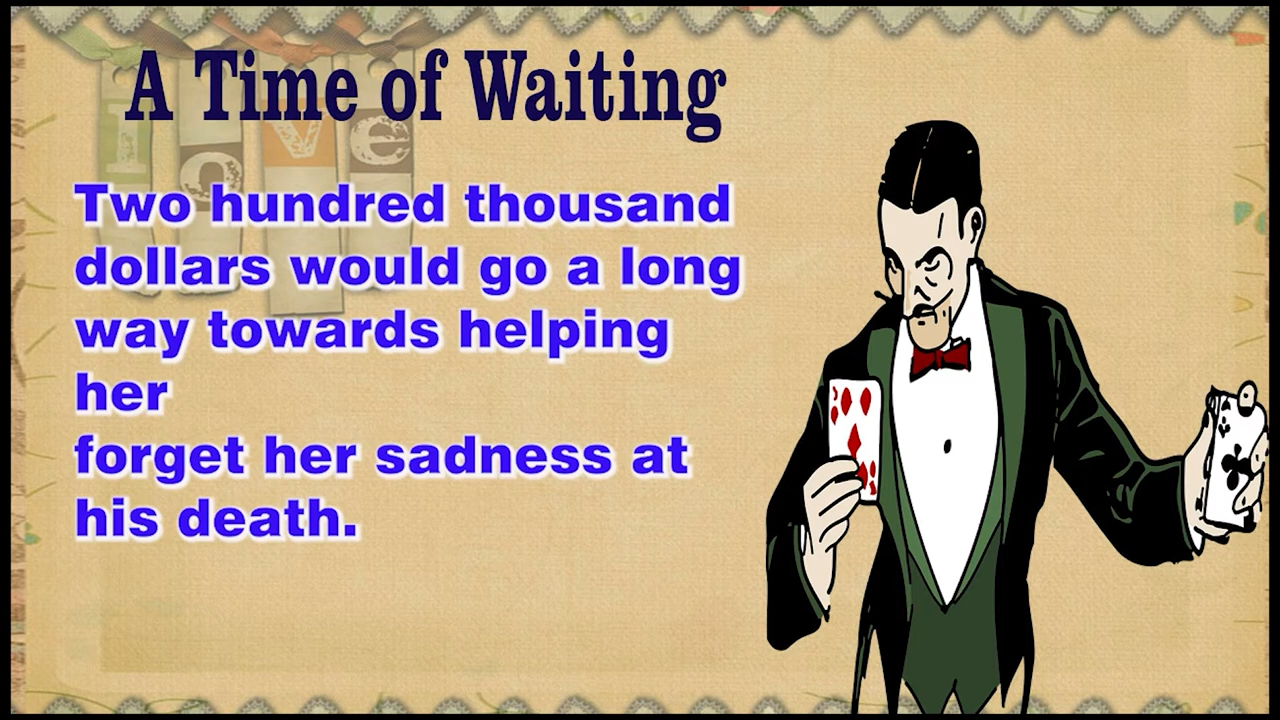 A Time of Waiting
love
Two hundred thousand
dollars would go a long
way towards helping
her
forget her sadness at
his death.